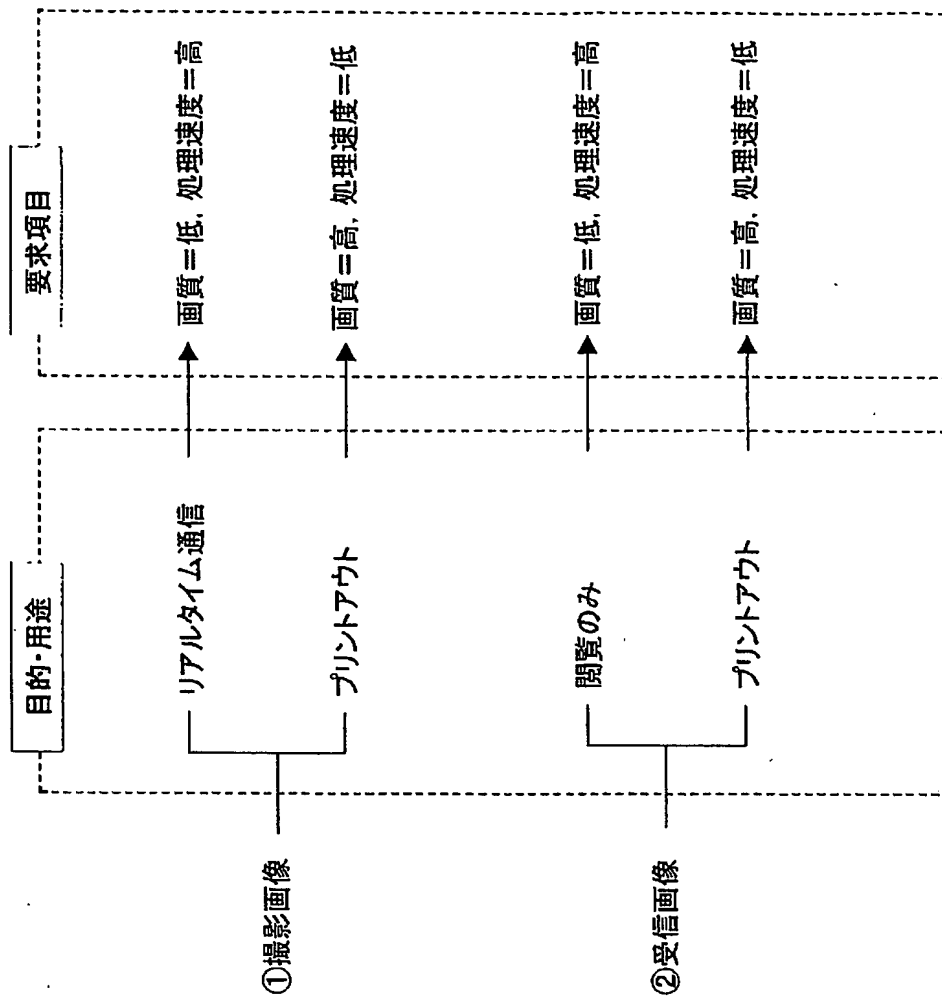 目的・用途
要求項目
①撮影画像
リアルタイム通信
画質＝低, 処理速度＝高
プリントアウト
画質＝高, 処理速度＝低
②受信画像
閲覧のみ
画質＝低, 処理速度＝高
プリントアウト
画質＝高, 処理速度＝低